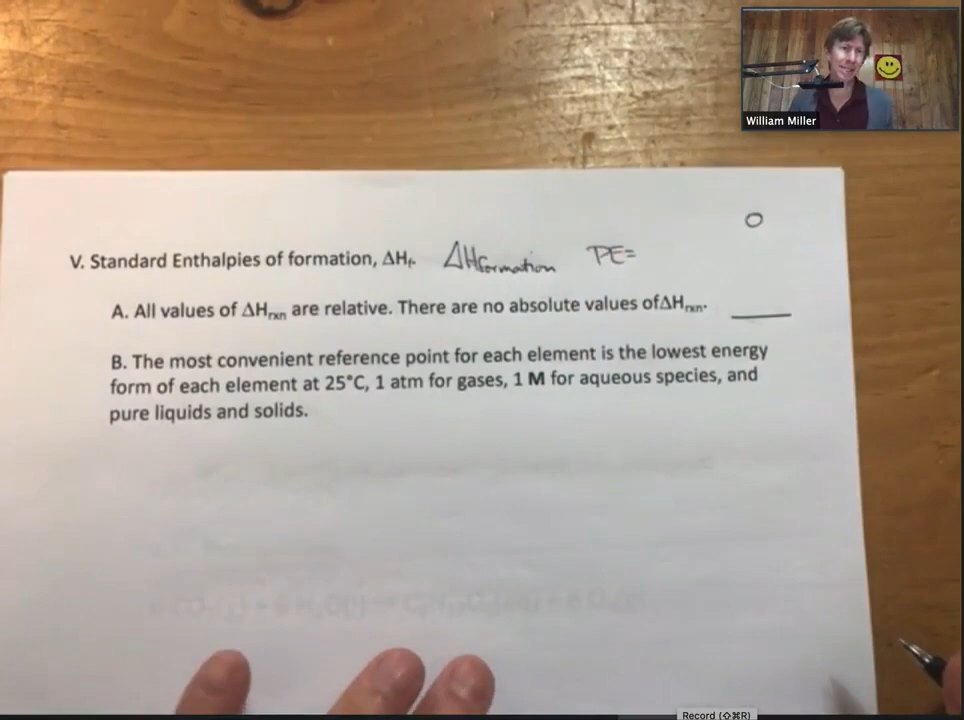 William Miller
V. Standard Enthalpies of formation, ΔHf. ΔHformation PE=
A. All values of ΔHrxn are relative. There are no absolute values ofΔHrxn.
B. The most convenient reference point for each element is the lowest energy
form of each element at 25°C, 1 atm for gases, 1 M for aqueous species, and
pure liquids and solids.
Record (⇧⌘R)